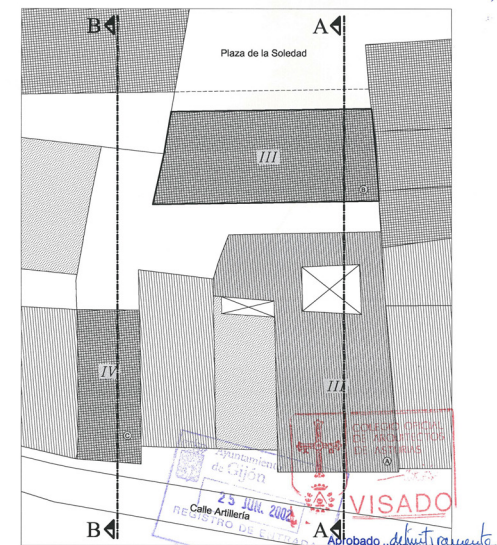 B A
Plaza de la Soledad
III
B
IV
III
C
A
COLEGIO OFICIAL
DE ARQUITECTOS
DE ASTURIAS
VISADO
Ayuntamiento
de Gijón
25 JUN. 2002
REGISTRO DE ENTRADA
Calle Artillería
B A
Aprobado definitivamente